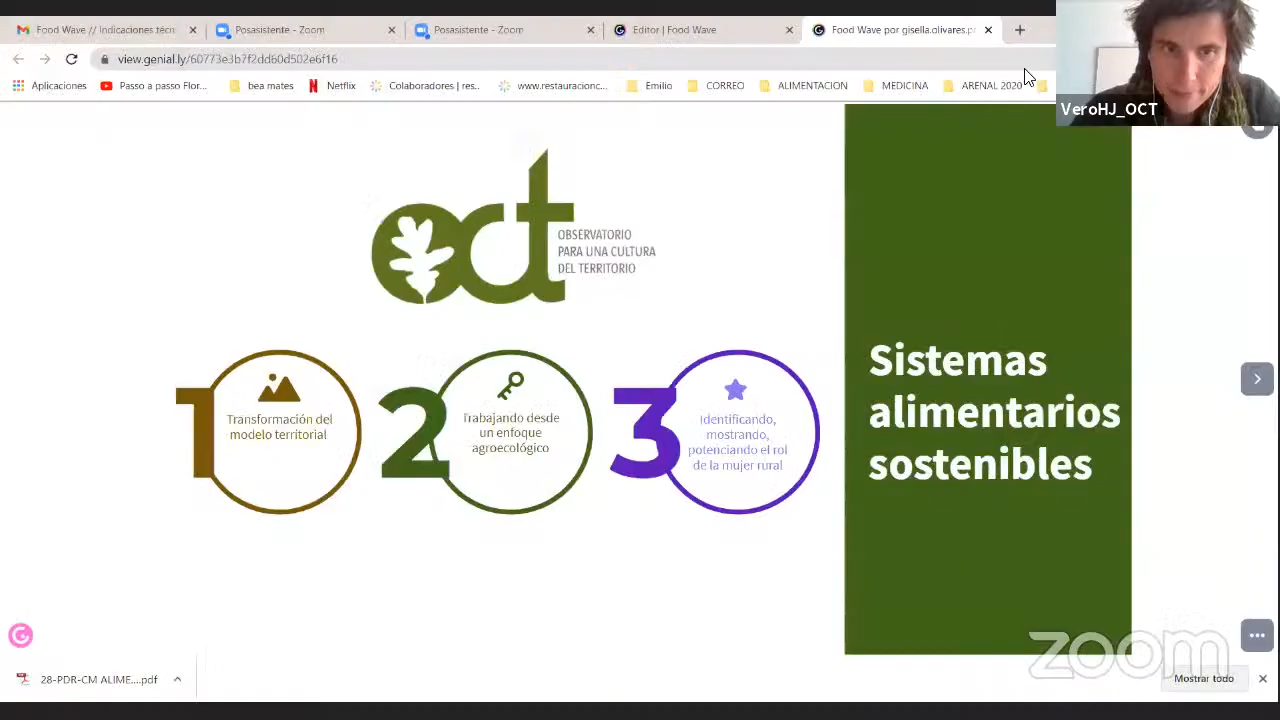 Food Wave // Indicaciones técni
Posasistente - Zoom
Posasistente - Zoom
Editor | Food Wave
Food Wave por gisella.olivares.p
view.genial.ly/60773e3b7f2dd60d502e6f16
Aplicaciones
Passo a passo Flor...
bea mates
Netflix
Colaboradores | res...
www.restauracionc...
Emilio
CORREO
ALIMENTACION
MEDICINA
ARENAL 2020
VeroHJ_OCT
oct
OBSERVATORIO
PARA UNA CULTURA
DEL TERRITORIO
1
Transformación del
modelo territorial
2
Trabajando desde
un enfoque
agroecológico
3
Identificando,
mostrando,
potenciando el rol
de la mujer rural
Sistemas
alimentarios
sostenibles
zoom
28-PDR-CM ALIME....pdf
Mostrar todo